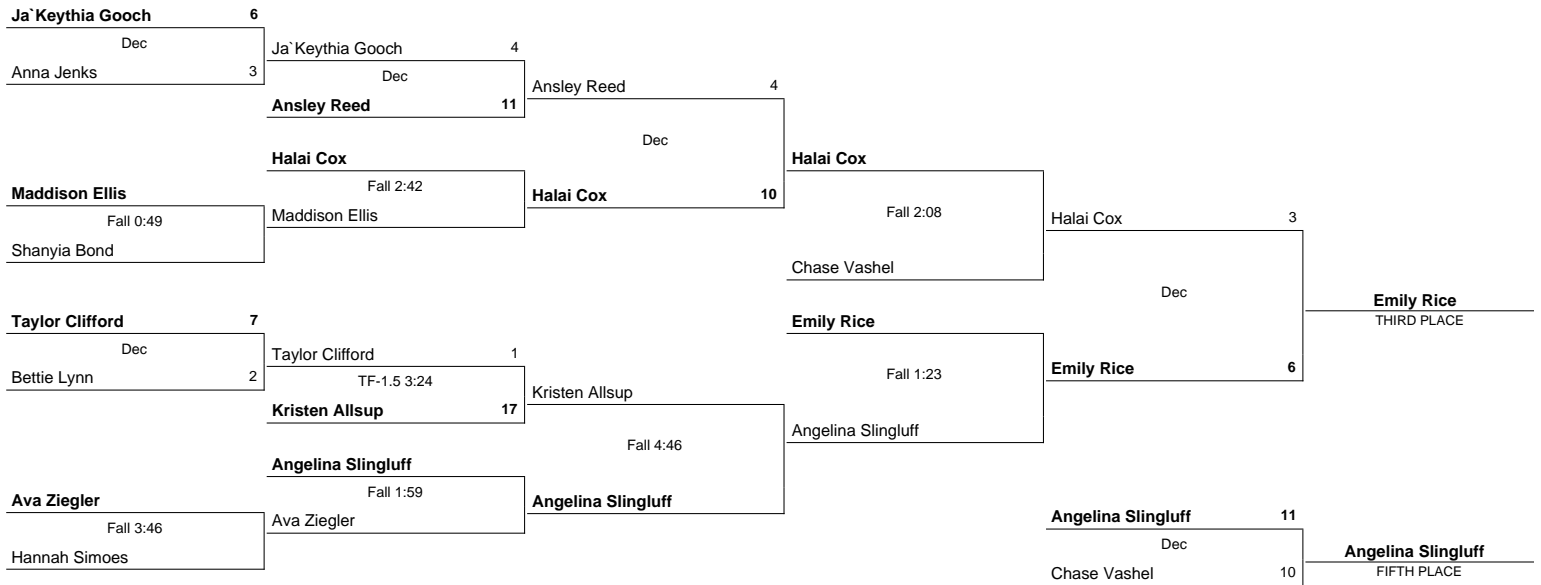 Ja`Keythia Gooch 6
Dec
Anna Jenks 3
Maddison Ellis
Fall 0:49
Shanyia Bond
Taylor Clifford 7
Dec
Bettie Lynn 2
Ava Ziegler
Fall 3:46
Hannah Simoes
Ja`Keythia Gooch 4
Dec
Ansley Reed 11
Halai Cox
Fall 2:42
Maddison Ellis
Taylor Clifford 1
TF-1.5 3:24
Kristen Allsup 17
Angelina Slingluff
Fall 1:59
Ava Ziegler
Ansley Reed 4
Dec
Halai Cox 10
Kristen Allsup
Fall 4:46
Angelina Slingluff
Halai Cox
Fall 2:08
Chase Vashel
Emily Rice
Fall 1:23
Angelina Slingluff
Halai Cox 3
Dec
Emily Rice 6
Emily Rice
THIRD PLACE
Angelina Slingluff 11
Dec
Chase Vashel 10
Angelina Slingluff
FIFTH PLACE